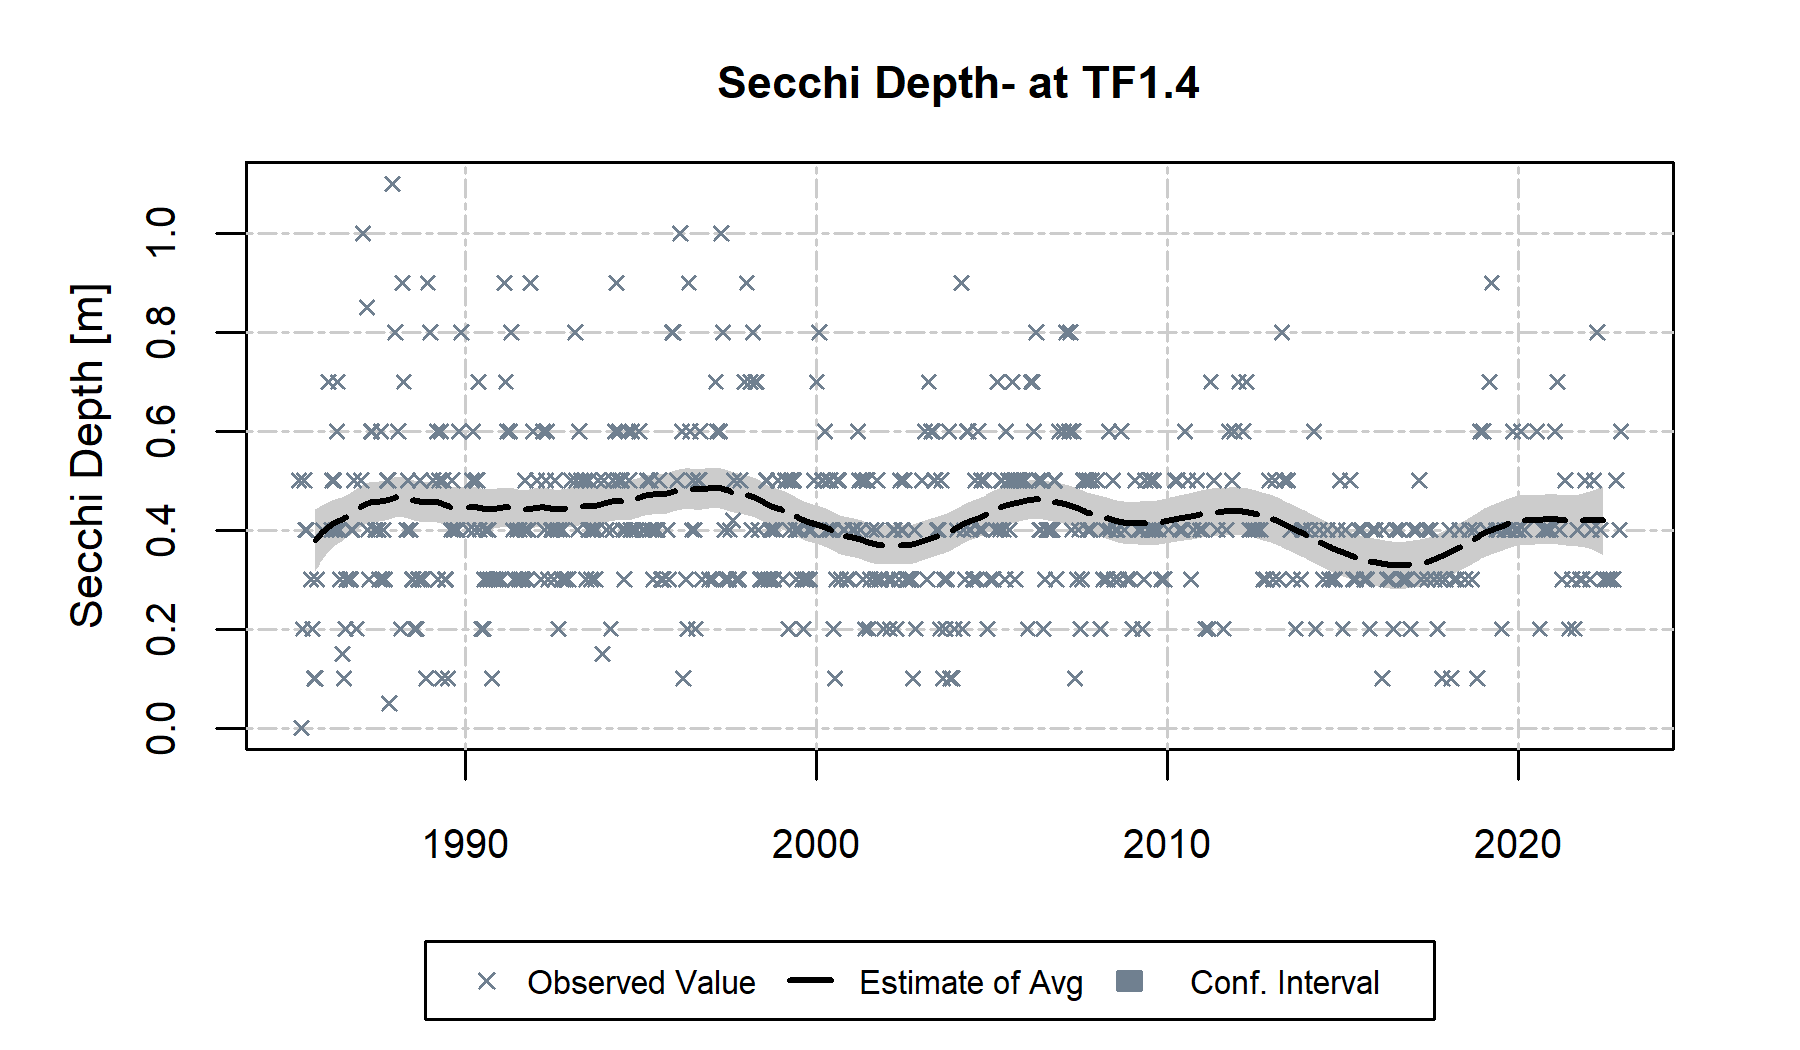 Secchi Depth- at TF1.4
Secchi Depth [m]
1.0
0.8
0.6
0.4
0.2
0.0
1990 2000 2010 2020
Observed Value Estimate of Avg Conf. Interval